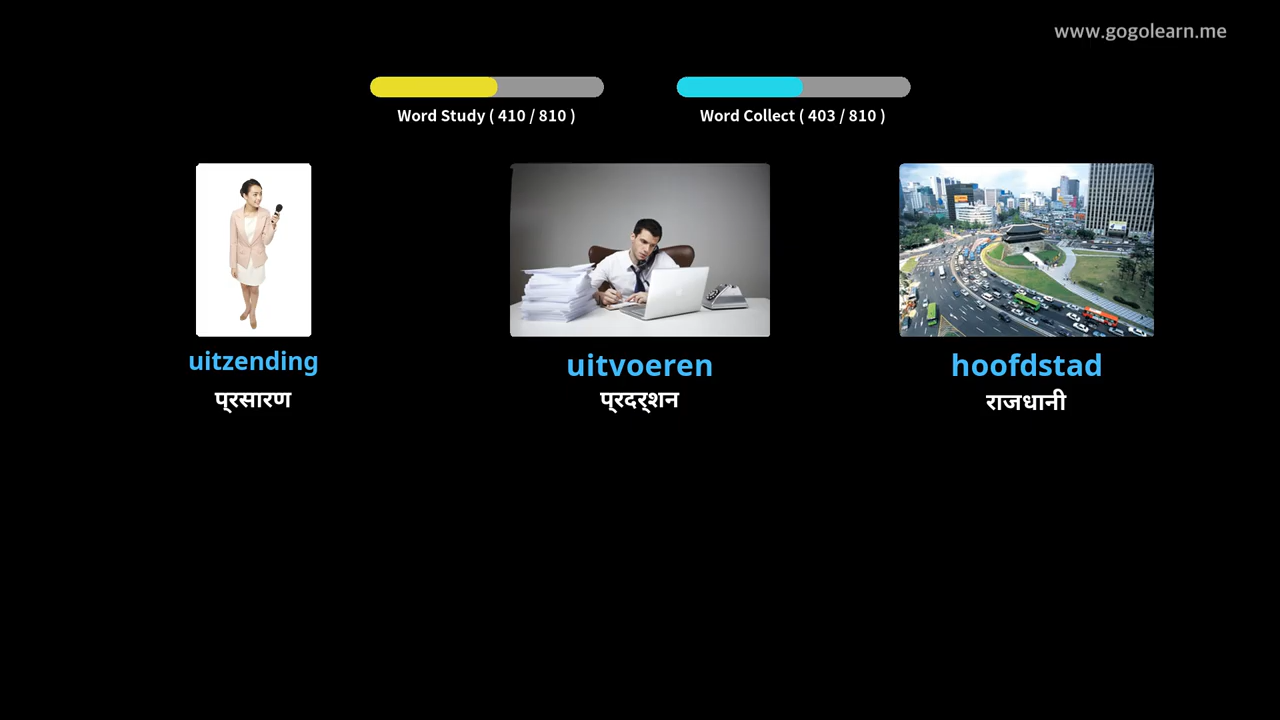 www.gogolearn.me
Word Study ( 410 / 810 )
Word Collect ( 403 / 810 )
uitzending
प्रसारण
uitvoeren
प्रदर्शन
hoofdstad
राजधानी